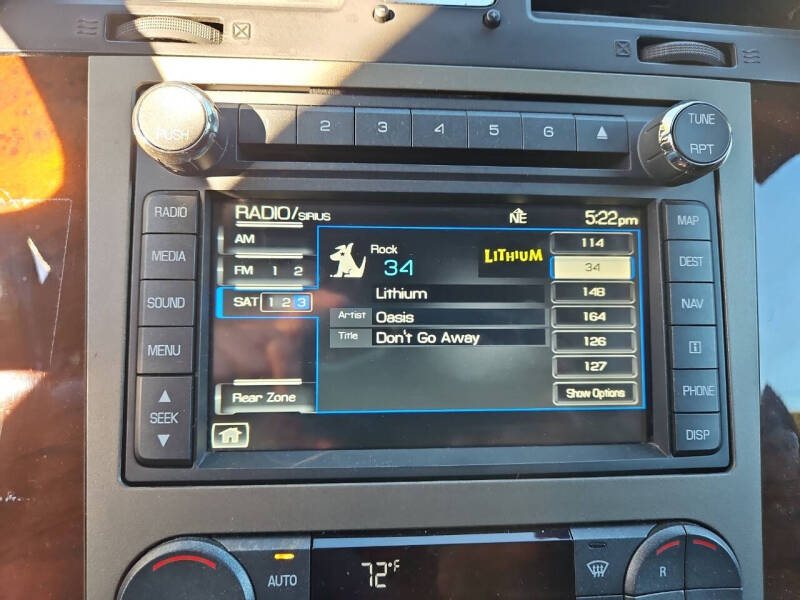 PUSH
1 2 3 4 5 6
TUNE
RPT
RADIO
MEDIA
SOUND
MENU
SEEK
RADIO/SIRIUS
NE
5:22pm
AM
FM 1 2
SAT 1 2 3
Rear Zone
Rock
34
LITHIUM
Lithium
Artist Oasis
Title Don't Go Away
114
34
148
164
126
127
Show Options
MAP
DEST
NAV
i
PHONE
DISP
AUTO
72°F
R